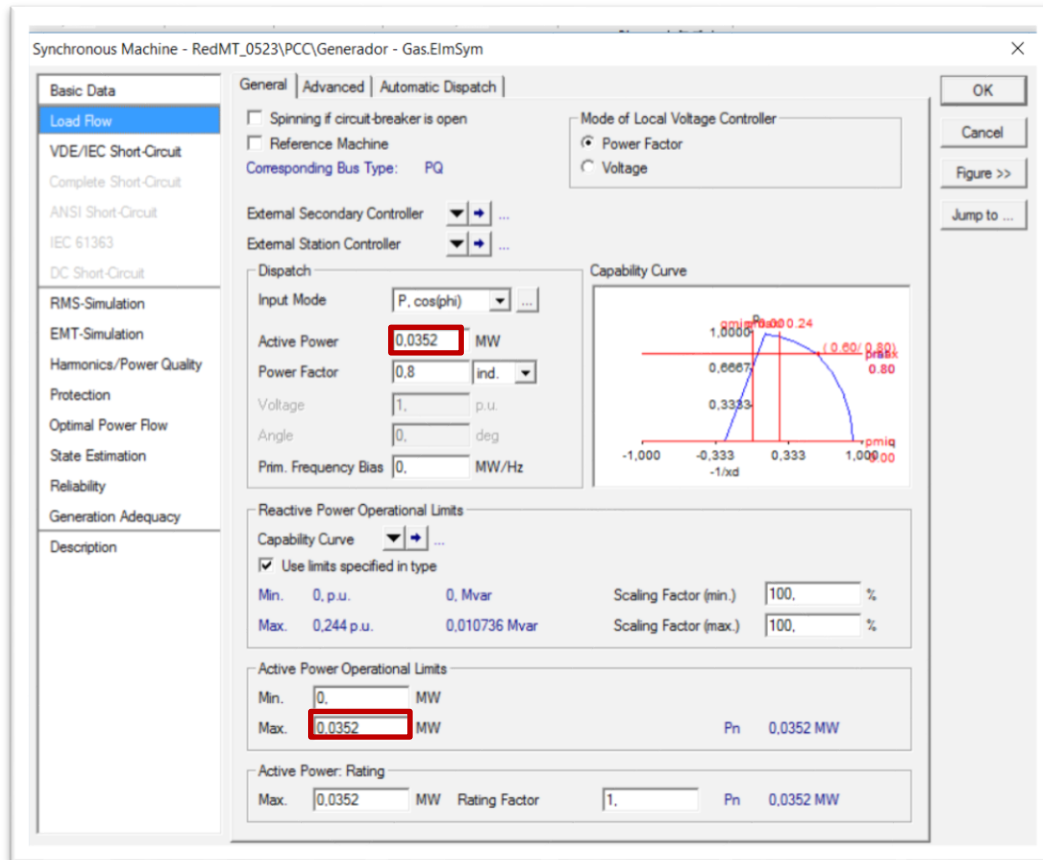 Synchronous Machine - RedMT_0523\PCC\Generador - Gas.ElmSym
Basic Data
Load Flow
VDE/IEC Short-Circuit
Complete Short-Circuit
ANSI Short-Circuit
IEC 61363
DC Short-Circuit
RMS-Simulation
EMT-Simulation
Harmonics/Power Quality
Protection
Optimal Power Flow
State Estimation
Reliability
Generation Adequacy
Description
General Advanced Automatic Dispatch
Spinning if circuit-breaker is open
Reference Machine
Corresponding Bus Type: PQ
Mode of Local Voltage Controller
Power Factor
Voltage
External Secondary Controller ...
External Station Controller ...
Dispatch
Input Mode P, cos(phi) ...
Active Power 0,0352 MW
Power Factor 0,8 ind.
Voltage 1, p.u.
Angle 0, deg
Prim. Frequency Bias 0, MW/Hz
Capability Curve
1,0000 0.24
(0.60/ 0.80)
0,6667 0.80
0,3333
-1,000 -0,333 0,333 1,000 0.00
-1/xd
Reactive Power Operational Limits
Capability Curve ...
Use limits specified in type
Min. 0, p.u. 0, Mvar Scaling Factor (min.) 100, %
Max. 0,244 p.u. 0,010736 Mvar Scaling Factor (max.) 100, %
Active Power Operational Limits
Min. 0, MW
Max. 0,0352 MW Pn 0,0352 MW
Active Power: Rating
Max. 0,0352 MW Rating Factor 1, Pn 0,0352 MW
OK
Cancel
Figure >>
Jump to ...